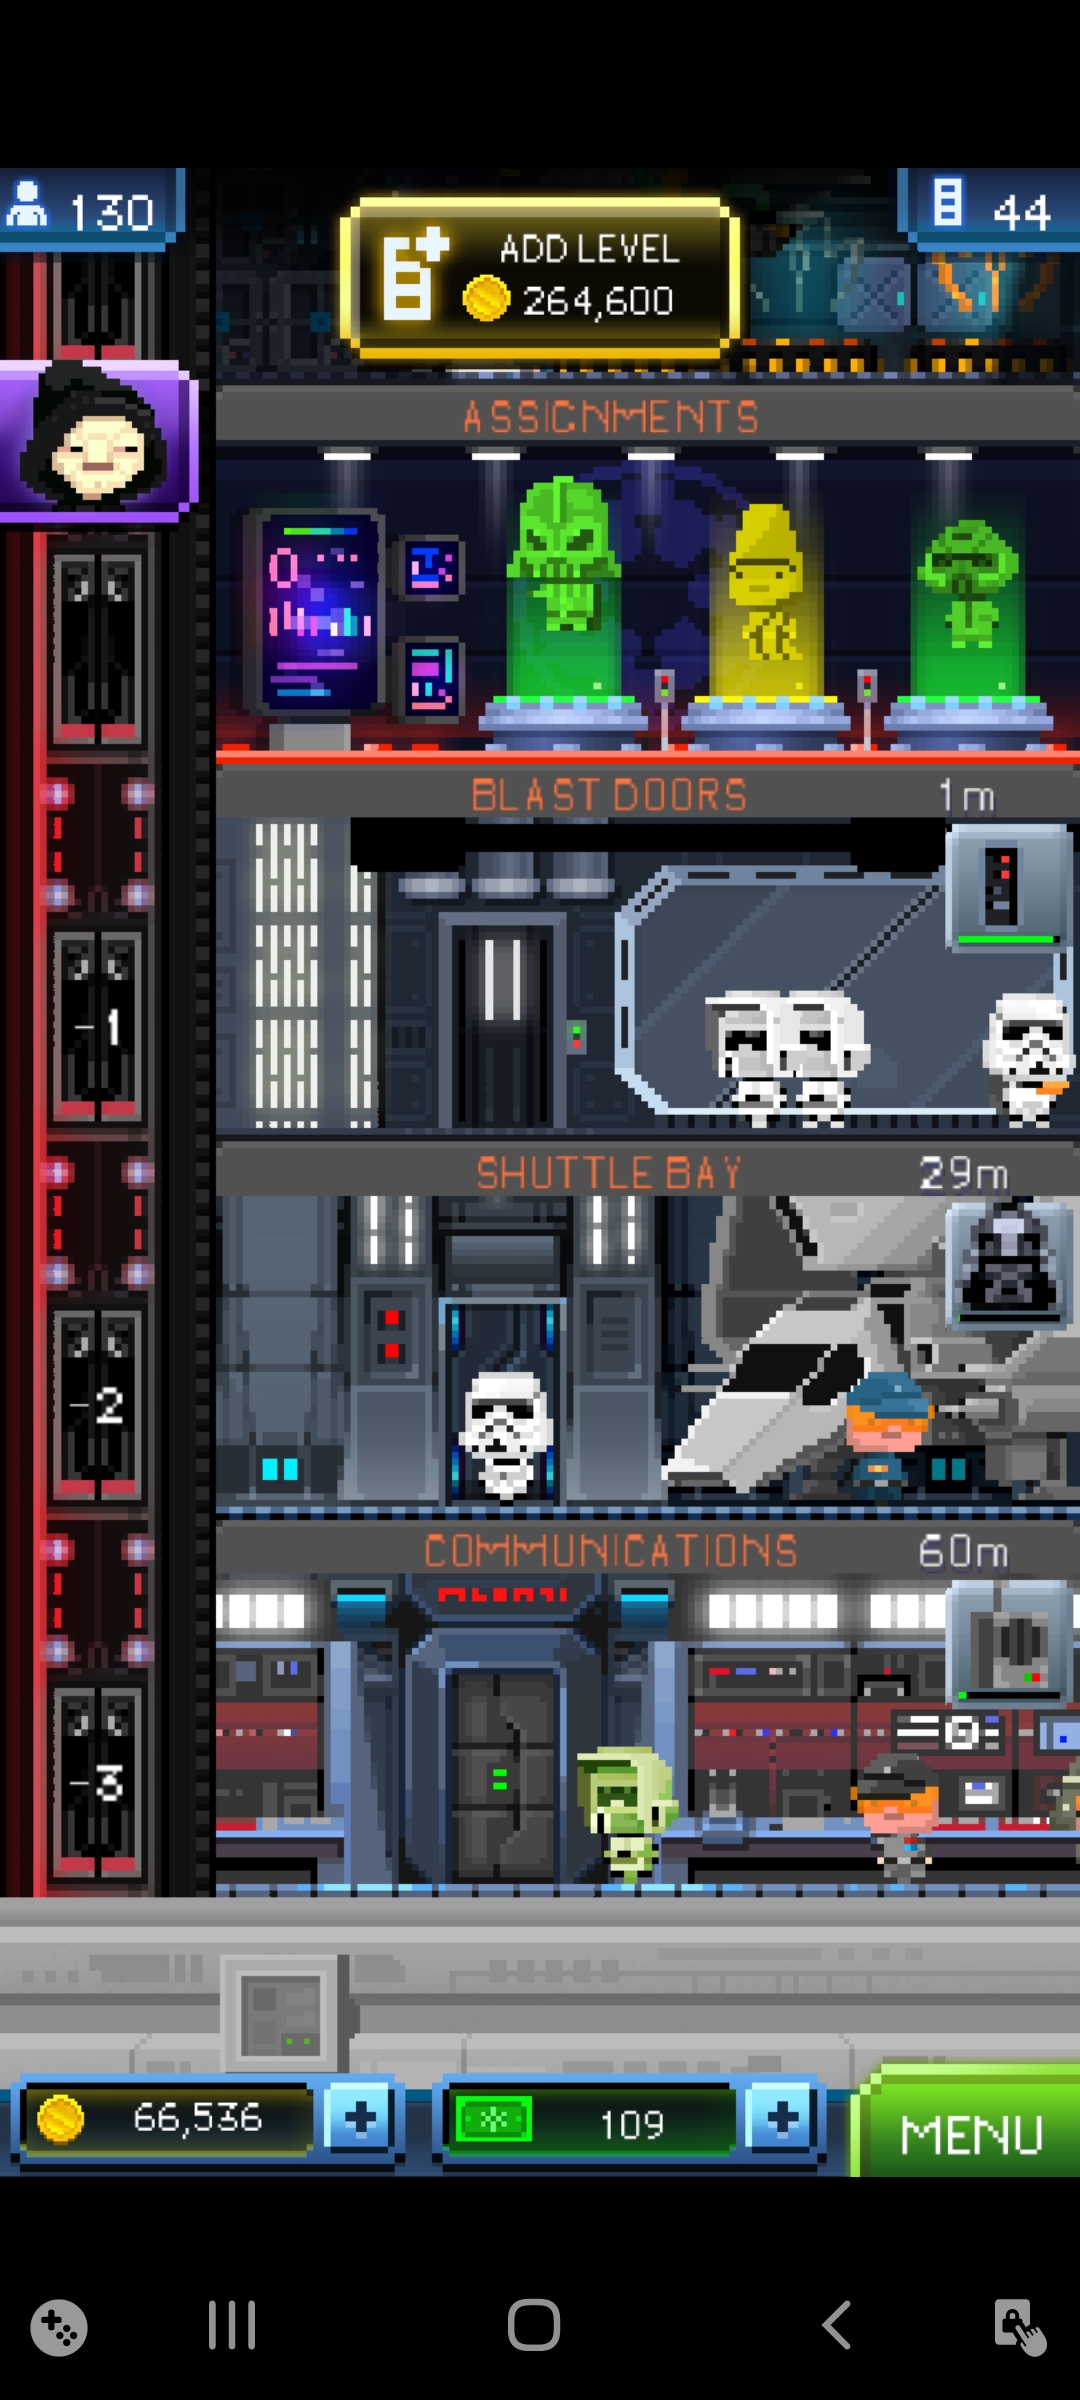 130
ADD LEVEL
264,600
44
ASSIGNMENTS
BLAST DOORS 1m
-1
SHUTTLE BAY 29m
-2
COMMUNICATIONS 60m
-3
66,536
109
MENU